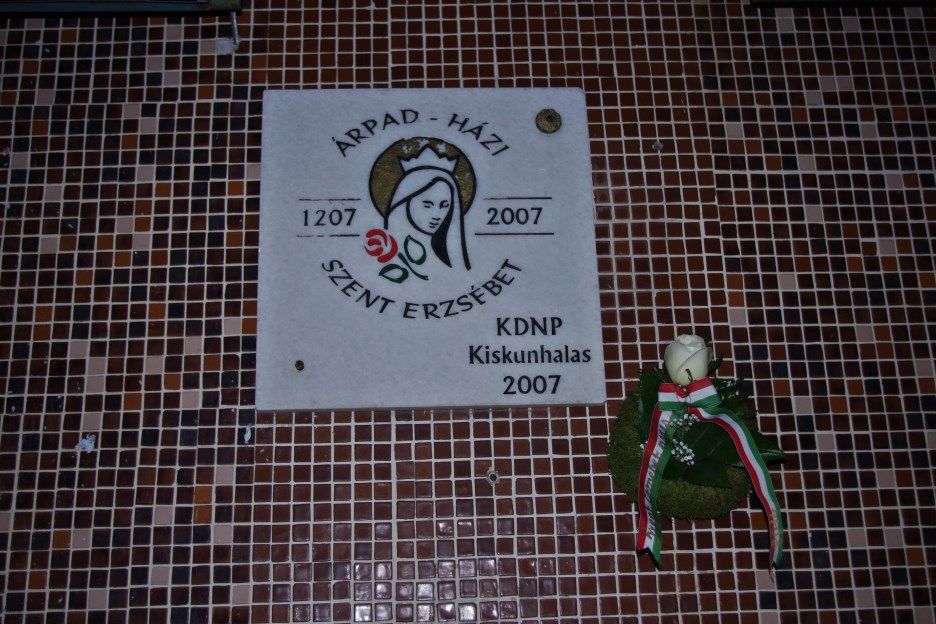 ÁRPAD - HÁZI
1207 2007
SZENT ERZSÉBET
KDNP
Kiskunhalas
2007